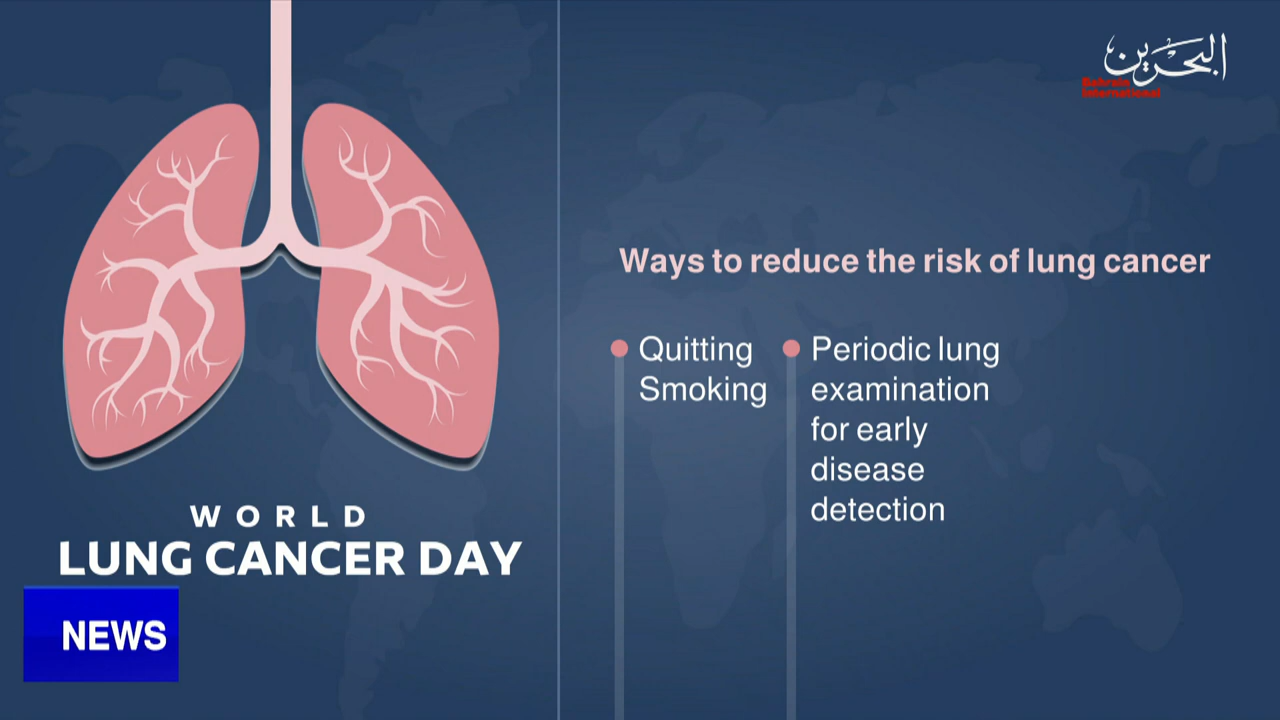 البحرين
Bahrain
International
Ways to reduce the risk of lung cancer
Quitting
Smoking
Periodic lung
examination
for early
disease
detection
WORLD
LUNG CANCER DAY
NEWS